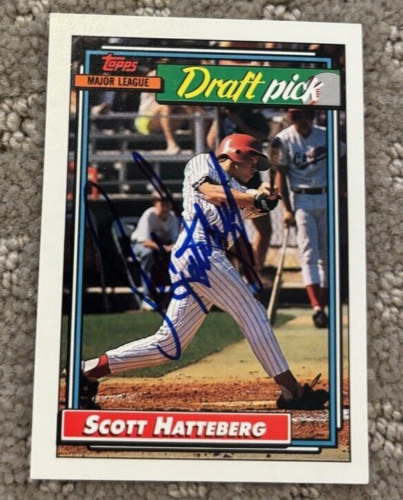 Topps
MAJOR LEAGUE
Draft pick
SCOTT HATTEBERG